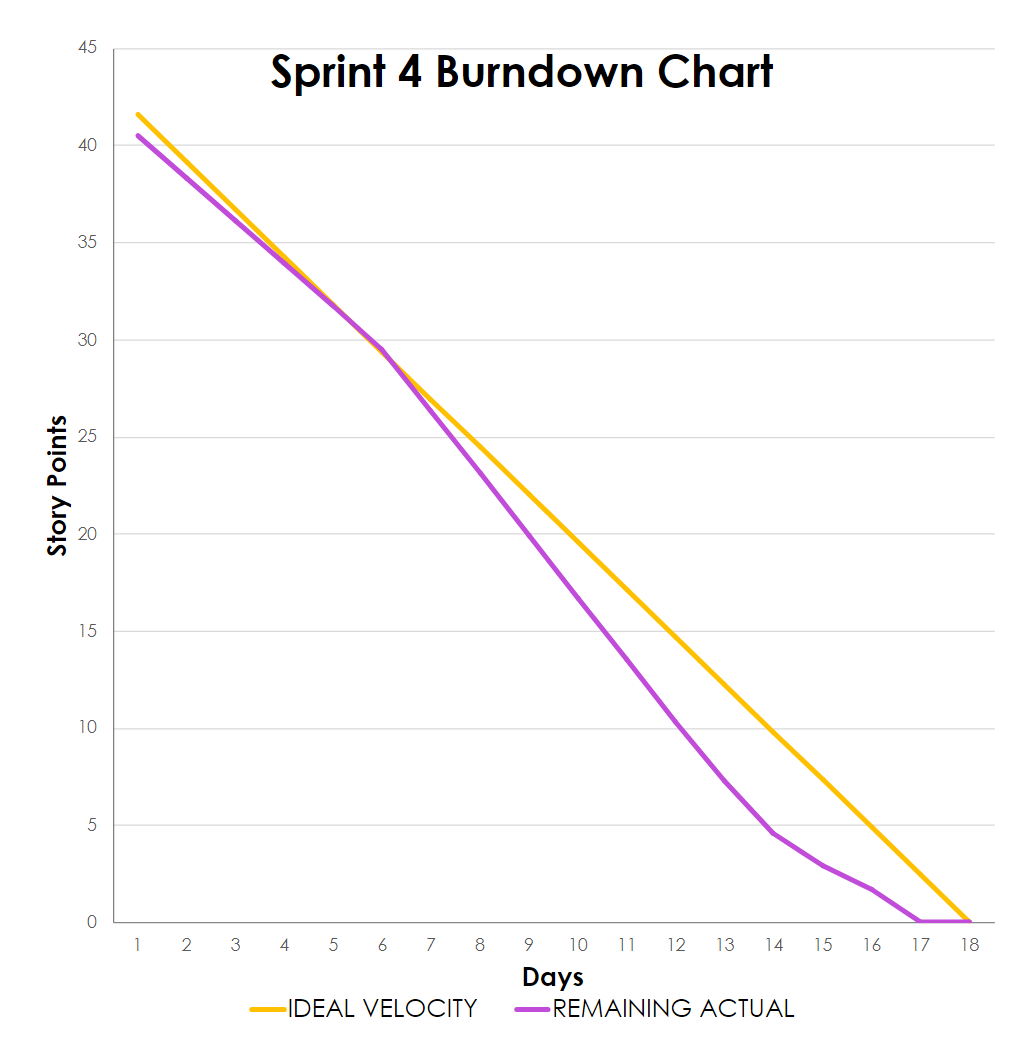 Sprint 4 Burndown Chart
45
40
35
30
25
20
15
10
5
0
Story Points
1 2 3 4 5 6 7 8 9 10 11 12 13 14 15 16 17 18
Days
IDEAL VELOCITY REMAINING ACTUAL